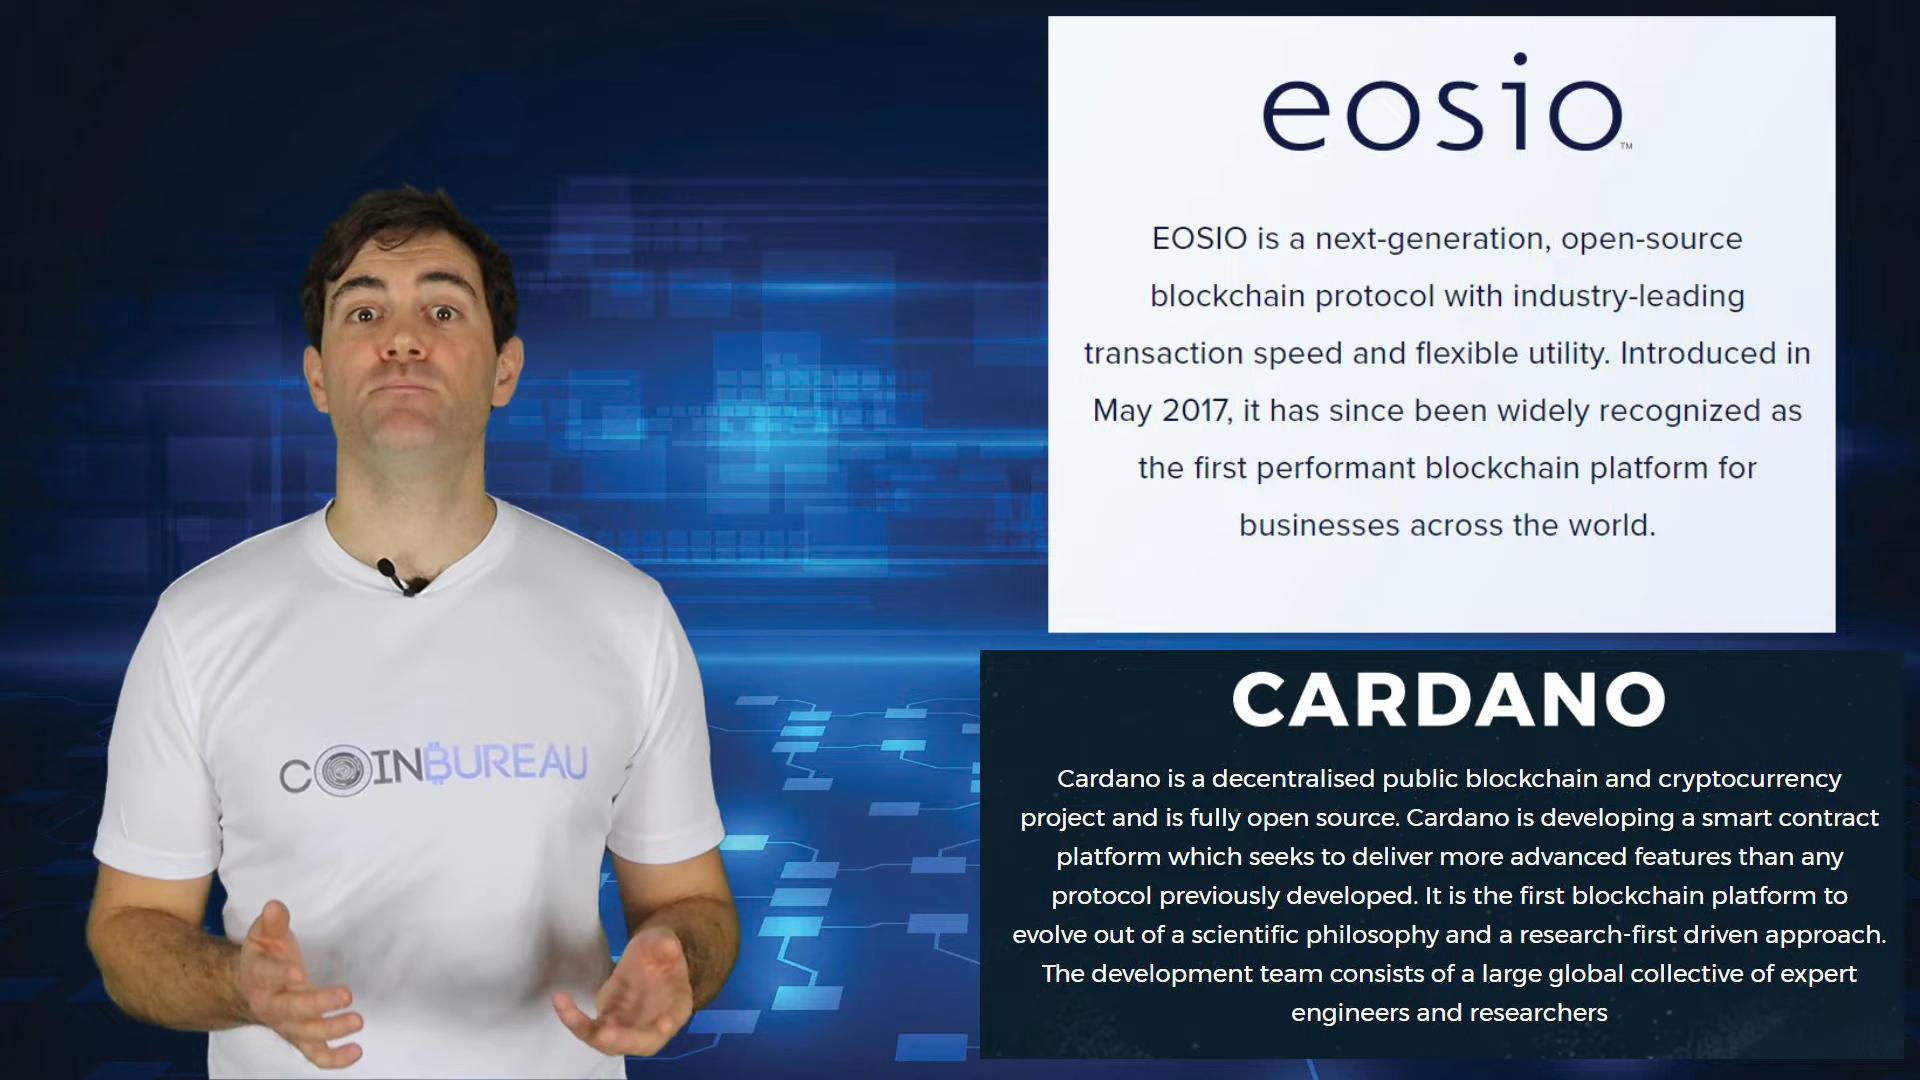 eosio
TM
EOSIO is a next-generation, open-source
blockchain protocol with industry-leading
transaction speed and flexible utility. Introduced in
May 2017, it has since been widely recognized as
the first performant blockchain platform for
businesses across the world.
COINBUREAU
CARDANO
Cardano is a decentralised public blockchain and cryptocurrency
project and is fully open source. Cardano is developing a smart contract
platform which seeks to deliver more advanced features than any
protocol previously developed. It is the first blockchain platform to
evolve out of a scientific philosophy and a research-first driven approach.
The development team consists of a large global collective of expert
engineers and researchers